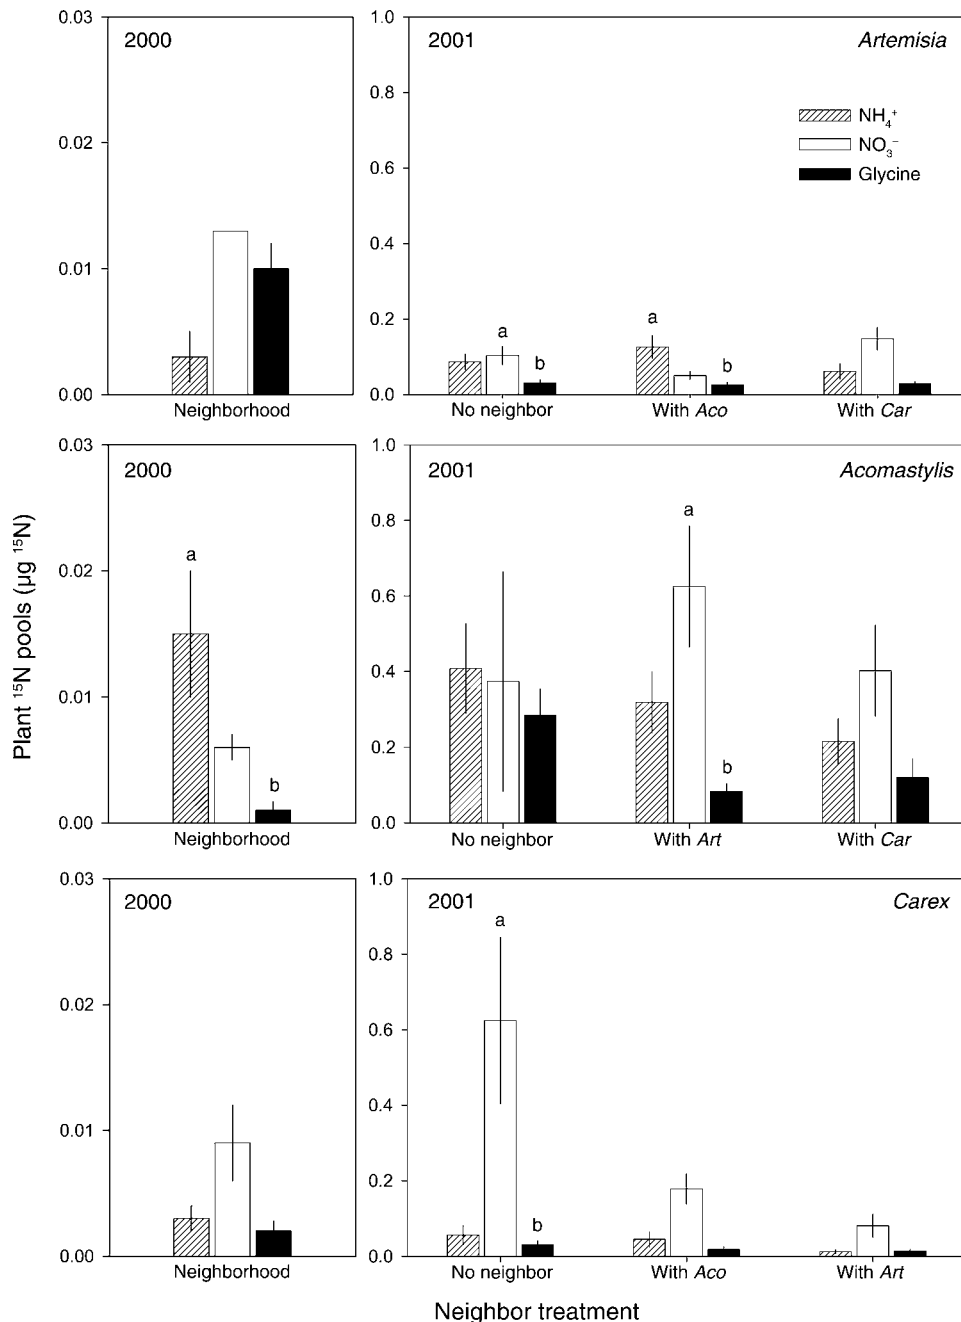 Plant ¹⁵N pools (µg ¹⁵N)
0.03
0.02
0.01
0.00
2000
Neighborhood
1.0
0.8
0.6
0.4
0.2
0.0
2001
Artemisia
NH₄⁺
NO₃⁻
Glycine
a
b
a
b
No neighbor
With Aco
With Car
0.03
0.02
0.01
0.00
2000
a
b
Neighborhood
1.0
0.8
0.6
0.4
0.2
0.0
2001
Acomastylis
a
b
No neighbor
With Art
With Car
0.03
0.02
0.01
0.00
2000
Neighborhood
1.0
0.8
0.6
0.4
0.2
0.0
2001
Carex
a
b
No neighbor
With Aco
With Art
Neighbor treatment